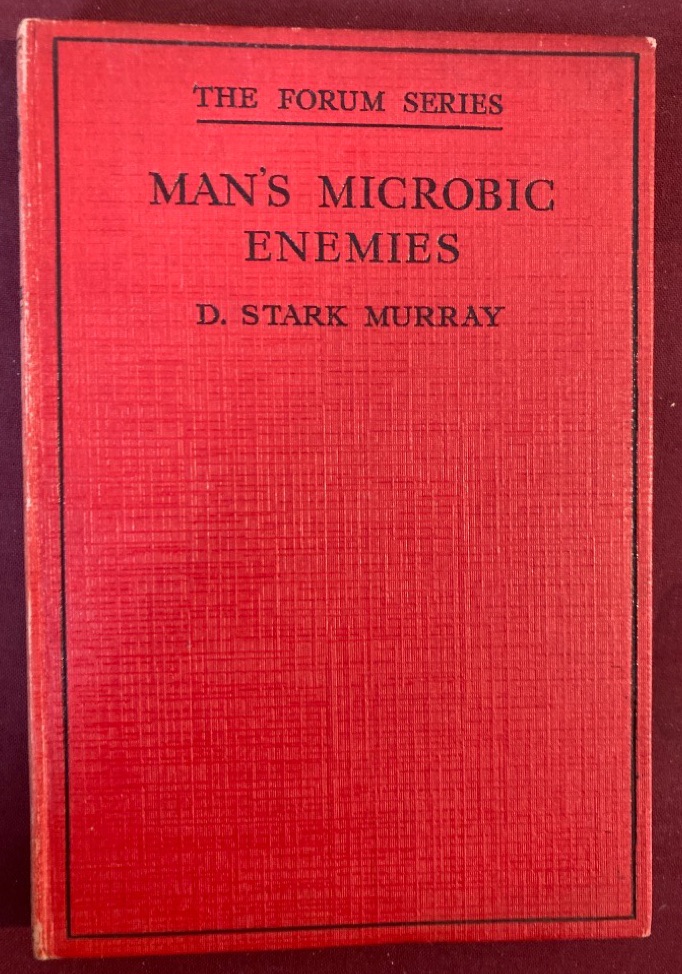 THE FORUM SERIES
MAN'S MICROBIC
ENEMIES
D. STARK MURRAY